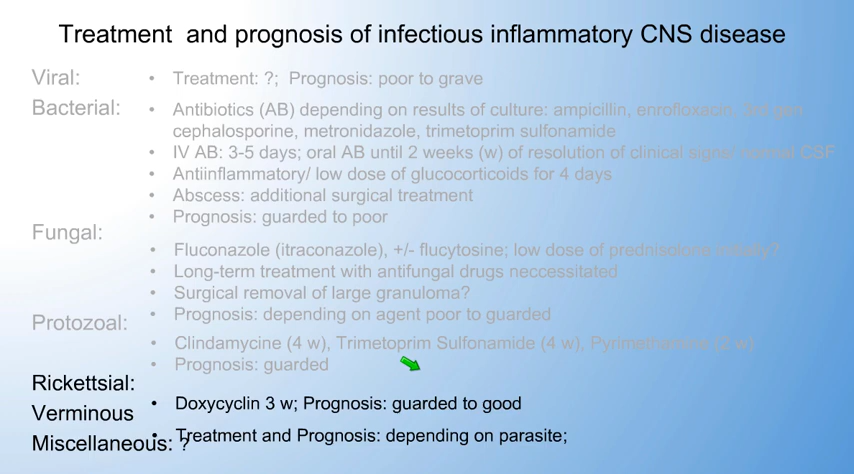 Treatment and prognosis of infectious inflammatory CNS disease
Viral:
• Treatment: ?; Prognosis: poor to grave
Bacterial:
• Antibiotics (AB) depending on results of culture: ampicillin, enrofloxacin, 3rd gen
cephalosporine, metronidazole, trimetoprim sulfonamide
• IV AB: 3-5 days; oral AB until 2 weeks (w) of resolution of clinical signs/ normal CSF
• Antiinflammatory/ low dose of glucocorticoids for 4 days
• Abscess: additional surgical treatment
• Prognosis: guarded to poor
Fungal:
• Fluconazole (itraconazole), +/- flucytosine; low dose of prednisolone initially?
• Long-term treatment with antifungal drugs neccessitated
• Surgical removal of large granuloma?
• Prognosis: depending on agent poor to guarded
Protozoal:
• Clindamycine (4 w), Trimetoprim Sulfonamide (4 w), Pyrimethamine (2 w)
• Prognosis: guarded
Rickettsial:
• Doxycyclin 3 w; Prognosis: guarded to good
Verminous
• Treatment and Prognosis: depending on parasite;
Miscellaneous: ?